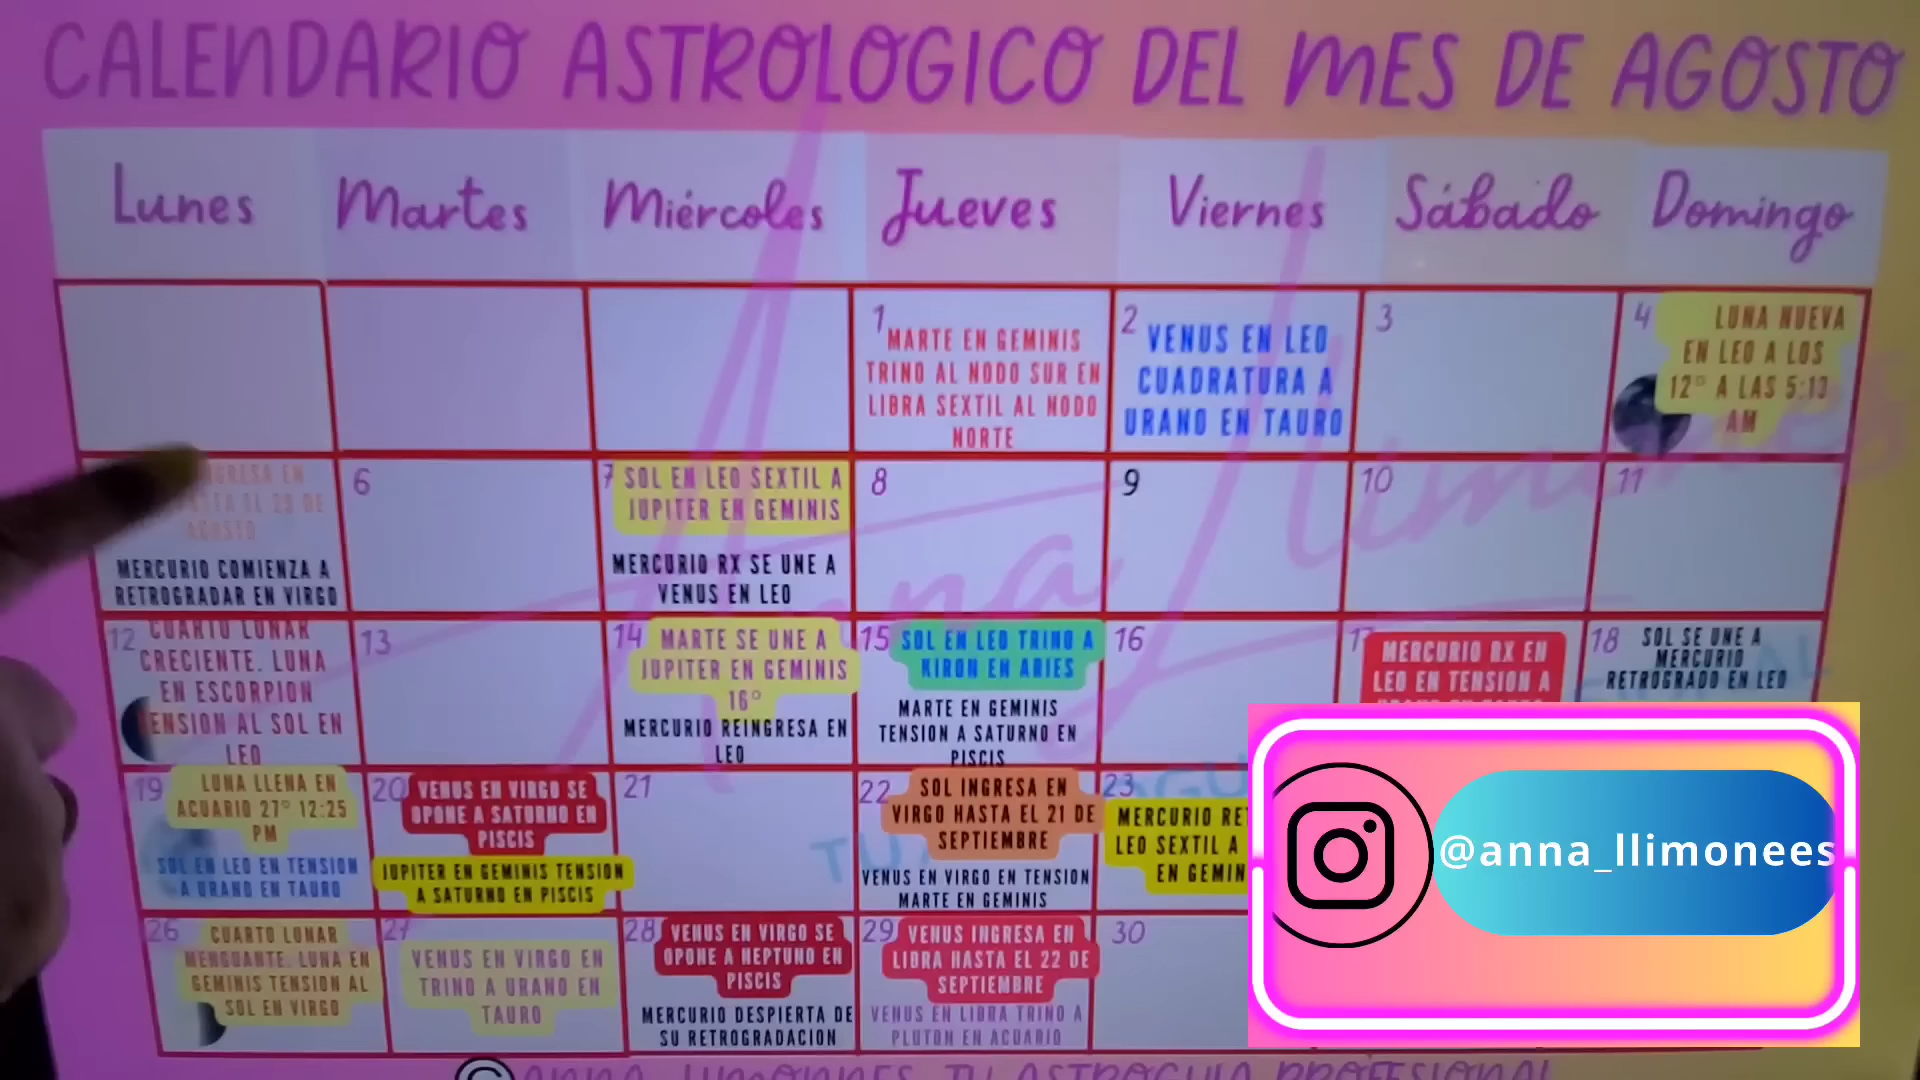 CALENDARIO ASTROLOGICO DEL MES DE AGOSTO
Lunes Martes Miércoles Jueves Viernes Sábado Domingo
1
MARTE EN GEMINIS
TRINO AL NODO SUR EN
LIBRA SEXTIL AL NODO
NORTE
2
VENUS EN LEO
CUADRATURA A
URANO EN TAURO
3
4
LUNA NUEVA
EN LEO A LOS
12° A LAS 5:13
AM
EN
EL 29 DE
AGOSTO
MERCURIO COMIENZA A
RETROGRADAR EN VIRGO
6
7
SOL EN LEO SEXTIL A
JUPITER EN GEMINIS
MERCURIO RX SE UNE A
VENUS EN LEO
8
9
10
11
12
CUARTO LUNAR
CRECIENTE. LUNA
EN ESCORPION
TENSION AL SOL EN
LEO
13
14
MARTE SE UNE A
JUPITER EN GEMINIS
16°
MERCURIO REINGRESA EN
LEO
15
SOL EN LEO TRINO A
KIRON EN ARIES
MARTE EN GEMINIS
TENSION A SATURNO EN
PISCIS
16
17
MERCURIO RX EN
LEO EN TENSION A
18
SOL SE UNE A
MERCURIO
RETROGRADO EN LEO
19
LUNA LLENA EN
ACUARIO 27° 12:25
PM
SOL EN LEO EN TENSION
A URANO EN TAURO
20
VENUS EN VIRGO SE
OPONE A SATURNO EN
PISCIS
JUPITER EN GEMINIS TENSION
A SATURNO EN PISCIS
21
22
SOL INGRESA EN
VIRGO HASTA EL 21 DE
SEPTIEMBRE
VENUS EN VIRGO EN TENSION
MARTE EN GEMINIS
23
MERCURIO RET
LEO SEXTIL A
EN GEMIN
26
CUARTO LUNAR
MENGUANTE. LUNA EN
GEMINIS TENSION AL
SOL EN VIRGO
27
VENUS EN VIRGO EN
TRINO A URANO EN
TAURO
28
VENUS EN VIRGO SE
OPONE A NEPTUNO EN
PISCIS
MERCURIO DESPIERTA DE
SU RETROGRADACION
29
VENUS INGRESA EN
LIBRA HASTA EL 22 DE
SEPTIEMBRE
VENUS EN LIBRA TRINO A
PLUTON EN ACUARIO
30
Anna Llimones
@anna_llimonees
© ANNA LLIMONNES TU ASTROGUIA PROFESIONAL